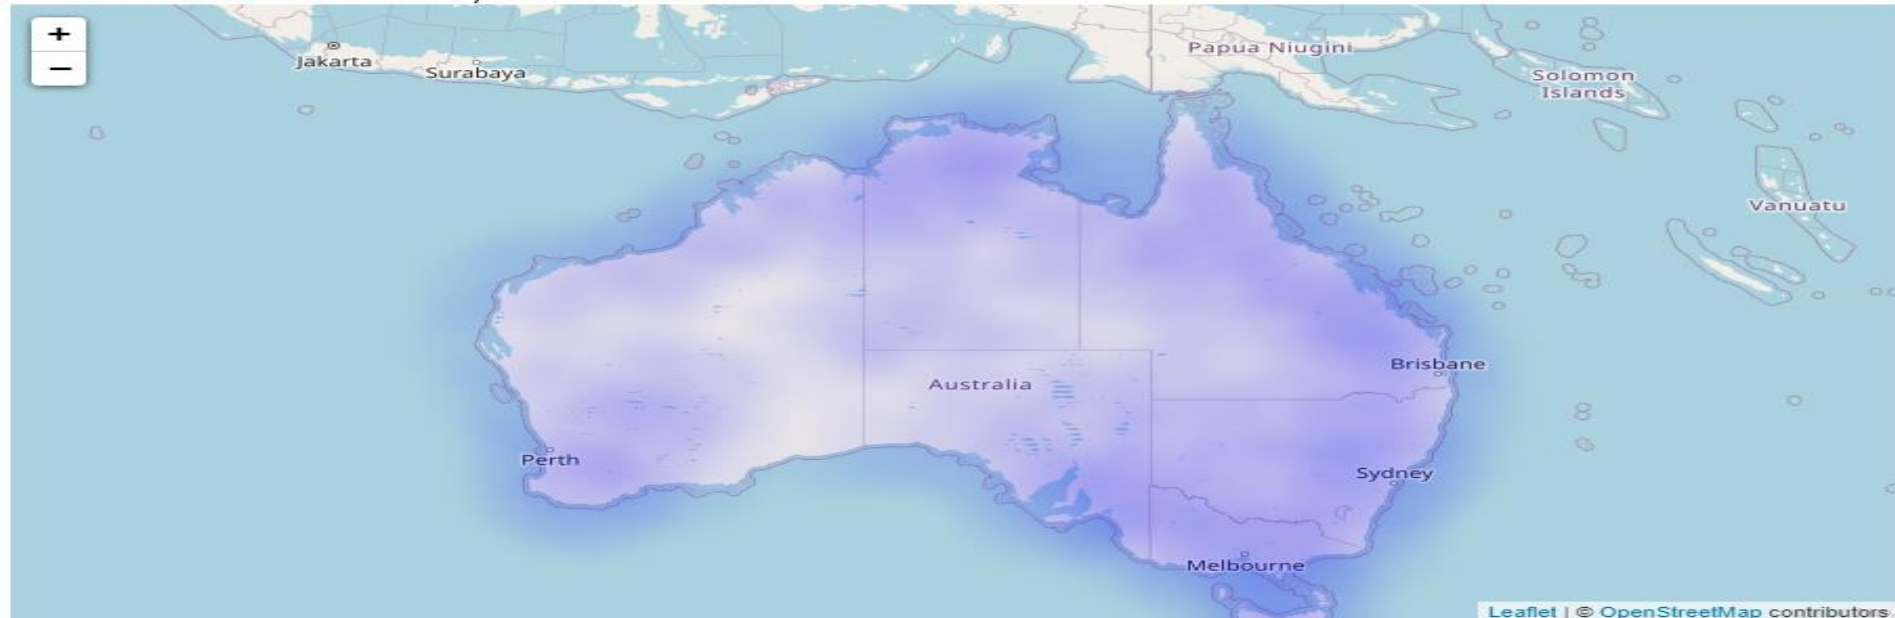 +
−
Jakarta
Surabaya
Papua Niugini
Solomon
Islands
Vanuatu
Brisbane
Australia
Perth
Sydney
Melbourne
Leaflet | © OpenStreetMap contributors